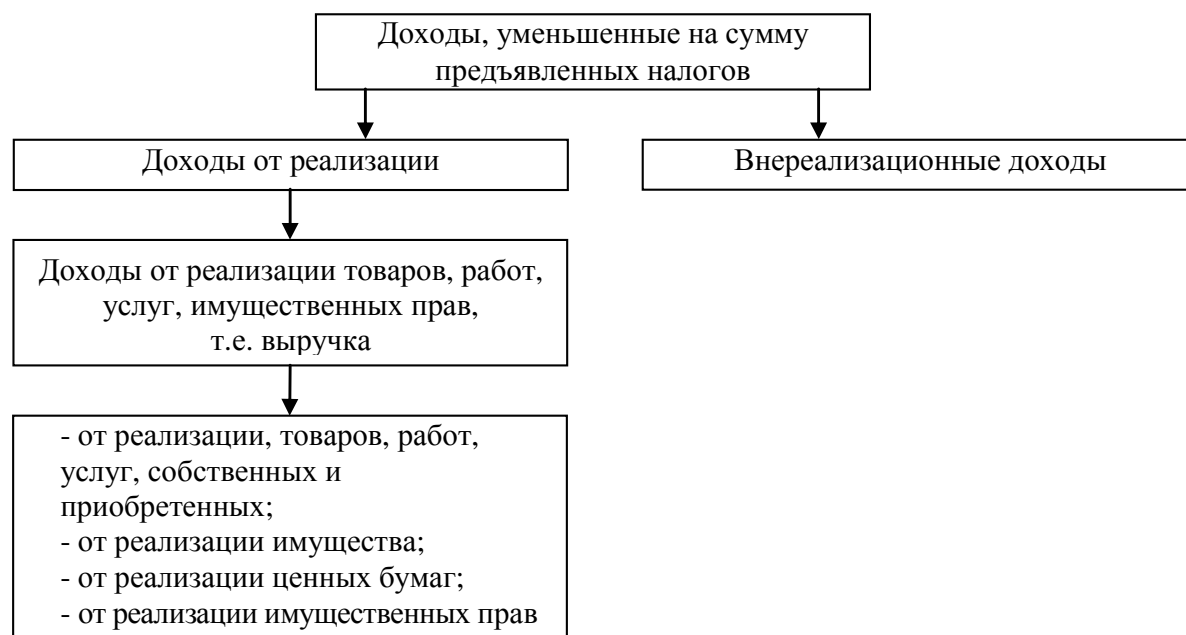 Доходы, уменьшенные на сумму
предъявленных налогов
Доходы от реализации
Внереализационные доходы
Доходы от реализации товаров, работ,
услуг, имущественных прав,
т.е. выручка
- от реализации, товаров, работ,
услуг, собственных и
приобретенных;
- от реализации имущества;
- от реализации ценных бумаг;
- от реализации имущественных прав